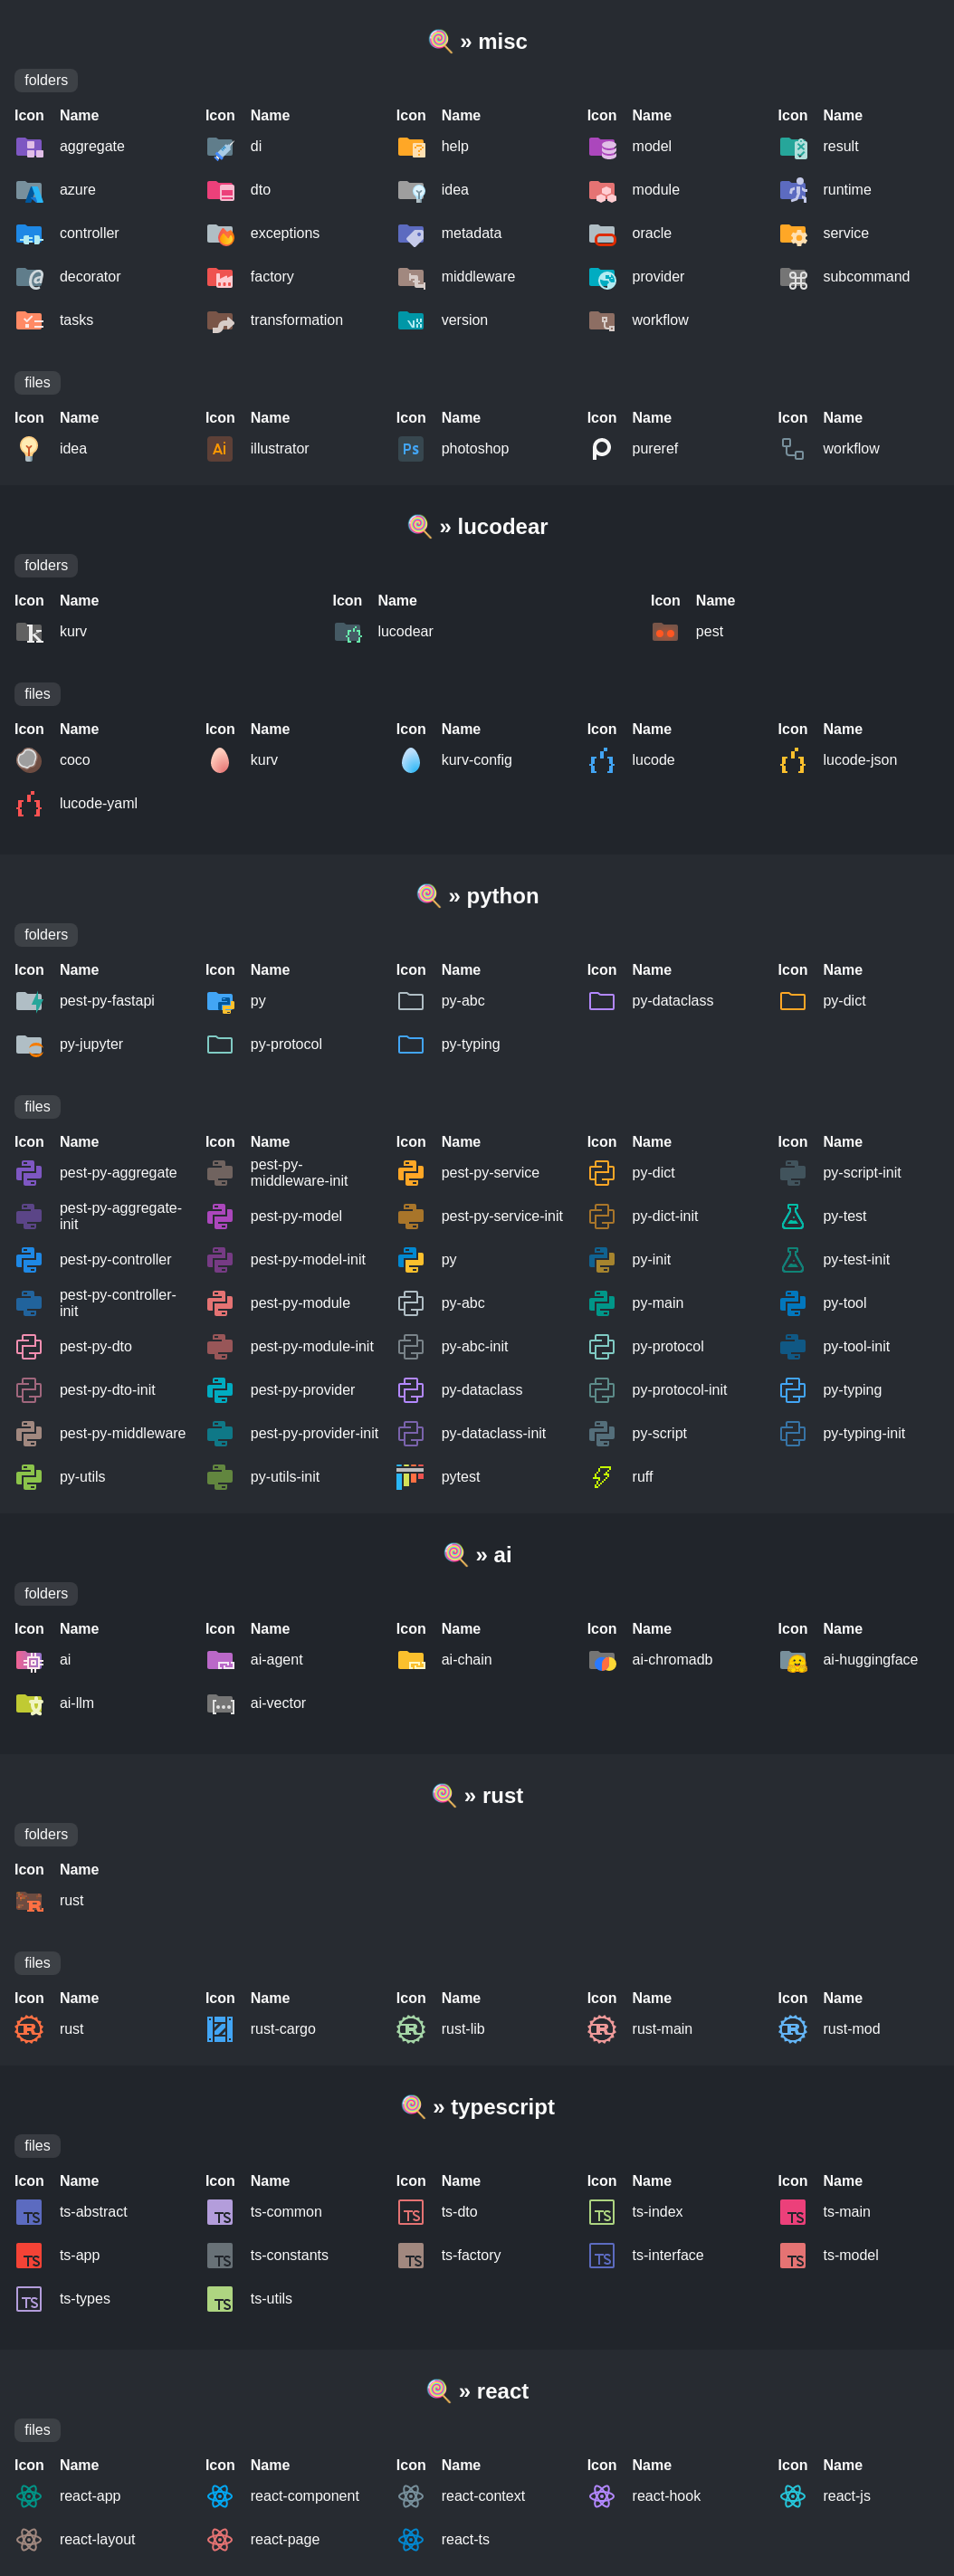 » misc
folders
Icon Name Icon Name Icon Name Icon Name Icon Name
aggregate di help model result
azure dto idea module runtime
controller exceptions metadata oracle service
decorator factory middleware provider subcommand
tasks transformation version workflow
files
Icon Name Icon Name Icon Name Icon Name Icon Name
idea Ai illustrator Ps photoshop pureref workflow
» lucodear
folders
Icon Name Icon Name Icon Name
k kurv lucodear pest
files
Icon Name Icon Name Icon Name Icon Name Icon Name
coco kurv kurv-config lucode lucode-json
lucode-yaml
» python
folders
Icon Name Icon Name Icon Name Icon Name Icon Name
pest-py-fastapi py py-abc py-dataclass py-dict
py-jupyter py-protocol py-typing
files
Icon Name Icon Name Icon Name Icon Name Icon Name
pest-py-aggregate pest-py-middleware-init pest-py-service py-dict py-script-init
pest-py-aggregate-init pest-py-model pest-py-service-init py-dict-init py-test
pest-py-controller pest-py-model-init py py-init py-test-init
pest-py-controller-init pest-py-module py-abc py-main py-tool
pest-py-dto pest-py-module-init py-abc-init py-protocol py-tool-init
pest-py-dto-init pest-py-provider py-dataclass py-protocol-init py-typing
pest-py-middleware pest-py-provider-init py-dataclass-init py-script py-typing-init
py-utils py-utils-init pytest ruff
» ai
folders
Icon Name Icon Name Icon Name Icon Name Icon Name
ai ai-agent ai-chain ai-chromadb ai-huggingface
ai-llm ai-vector
» rust
folders
Icon Name
R rust
files
Icon Name Icon Name Icon Name Icon Name Icon Name
R rust rust-cargo R rust-lib R rust-main R rust-mod
» typescript
files
Icon Name Icon Name Icon Name Icon Name Icon Name
TS ts-abstract TS ts-common TS ts-dto TS ts-index TS ts-main
TS ts-app TS ts-constants TS ts-factory TS ts-interface TS ts-model
TS ts-types TS ts-utils
» react
files
Icon Name Icon Name Icon Name Icon Name Icon Name
react-app react-component react-context react-hook react-js
react-layout react-page react-ts